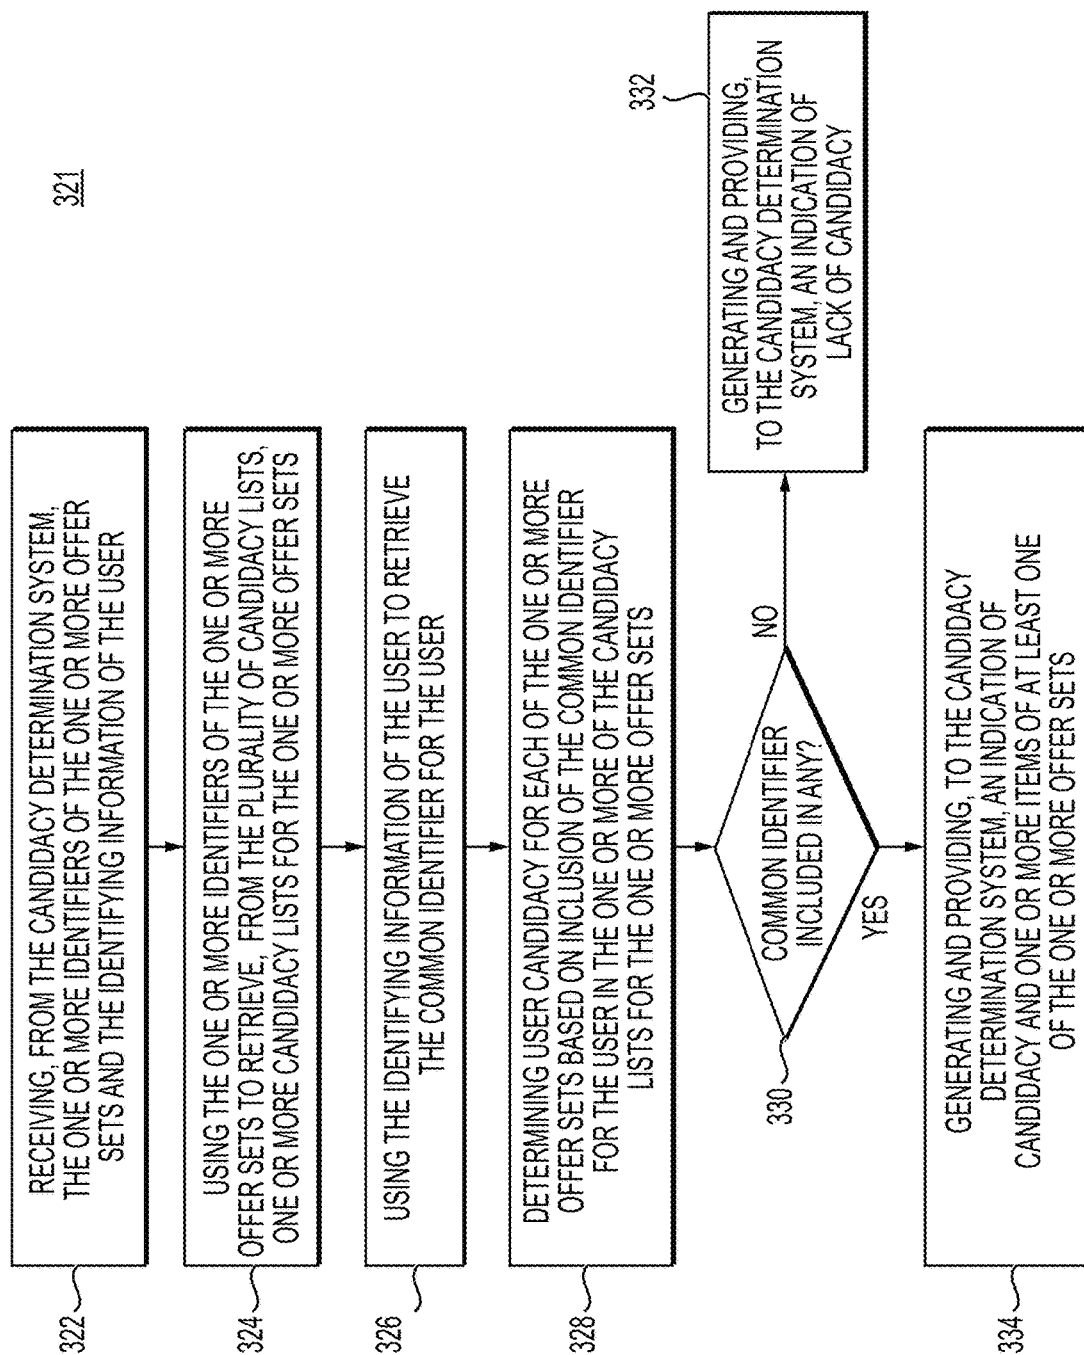 321
322
RECEIVING, FROM THE CANDIDACY DETERMINATION SYSTEM,
THE ONE OR MORE IDENTIFIERS OF THE ONE OR MORE OFFER
SETS AND THE IDENTIFYING INFORMATION OF THE USER
324
USING THE ONE OR MORE IDENTIFIERS OF THE ONE OR MORE
OFFER SETS TO RETRIEVE, FROM THE PLURALITY OF CANDIDACY LISTS,
ONE OR MORE CANDIDACY LISTS FOR THE ONE OR MORE OFFER SETS
326
USING THE IDENTIFYING INFORMATION OF THE USER TO RETRIEVE
THE COMMON IDENTIFIER FOR THE USER
328
DETERMINING USER CANDIDACY FOR EACH OF THE ONE OR MORE
OFFER SETS BASED ON INCLUSION OF THE COMMON IDENTIFIER
FOR THE USER IN THE ONE OR MORE OF THE CANDIDACY
LISTS FOR THE ONE OR MORE OFFER SETS
330
COMMON IDENTIFIER
INCLUDED IN ANY?
NO
YES
332
GENERATING AND PROVIDING,
TO THE CANDIDACY DETERMINATION
SYSTEM, AN INDICATION OF
LACK OF CANDIDACY
334
GENERATING AND PROVIDING, TO THE CANDIDACY
DETERMINATION SYSTEM, AN INDICATION OF
CANDIDACY AND ONE OR MORE ITEMS OF AT LEAST ONE
OF THE ONE OR MORE OFFER SETS